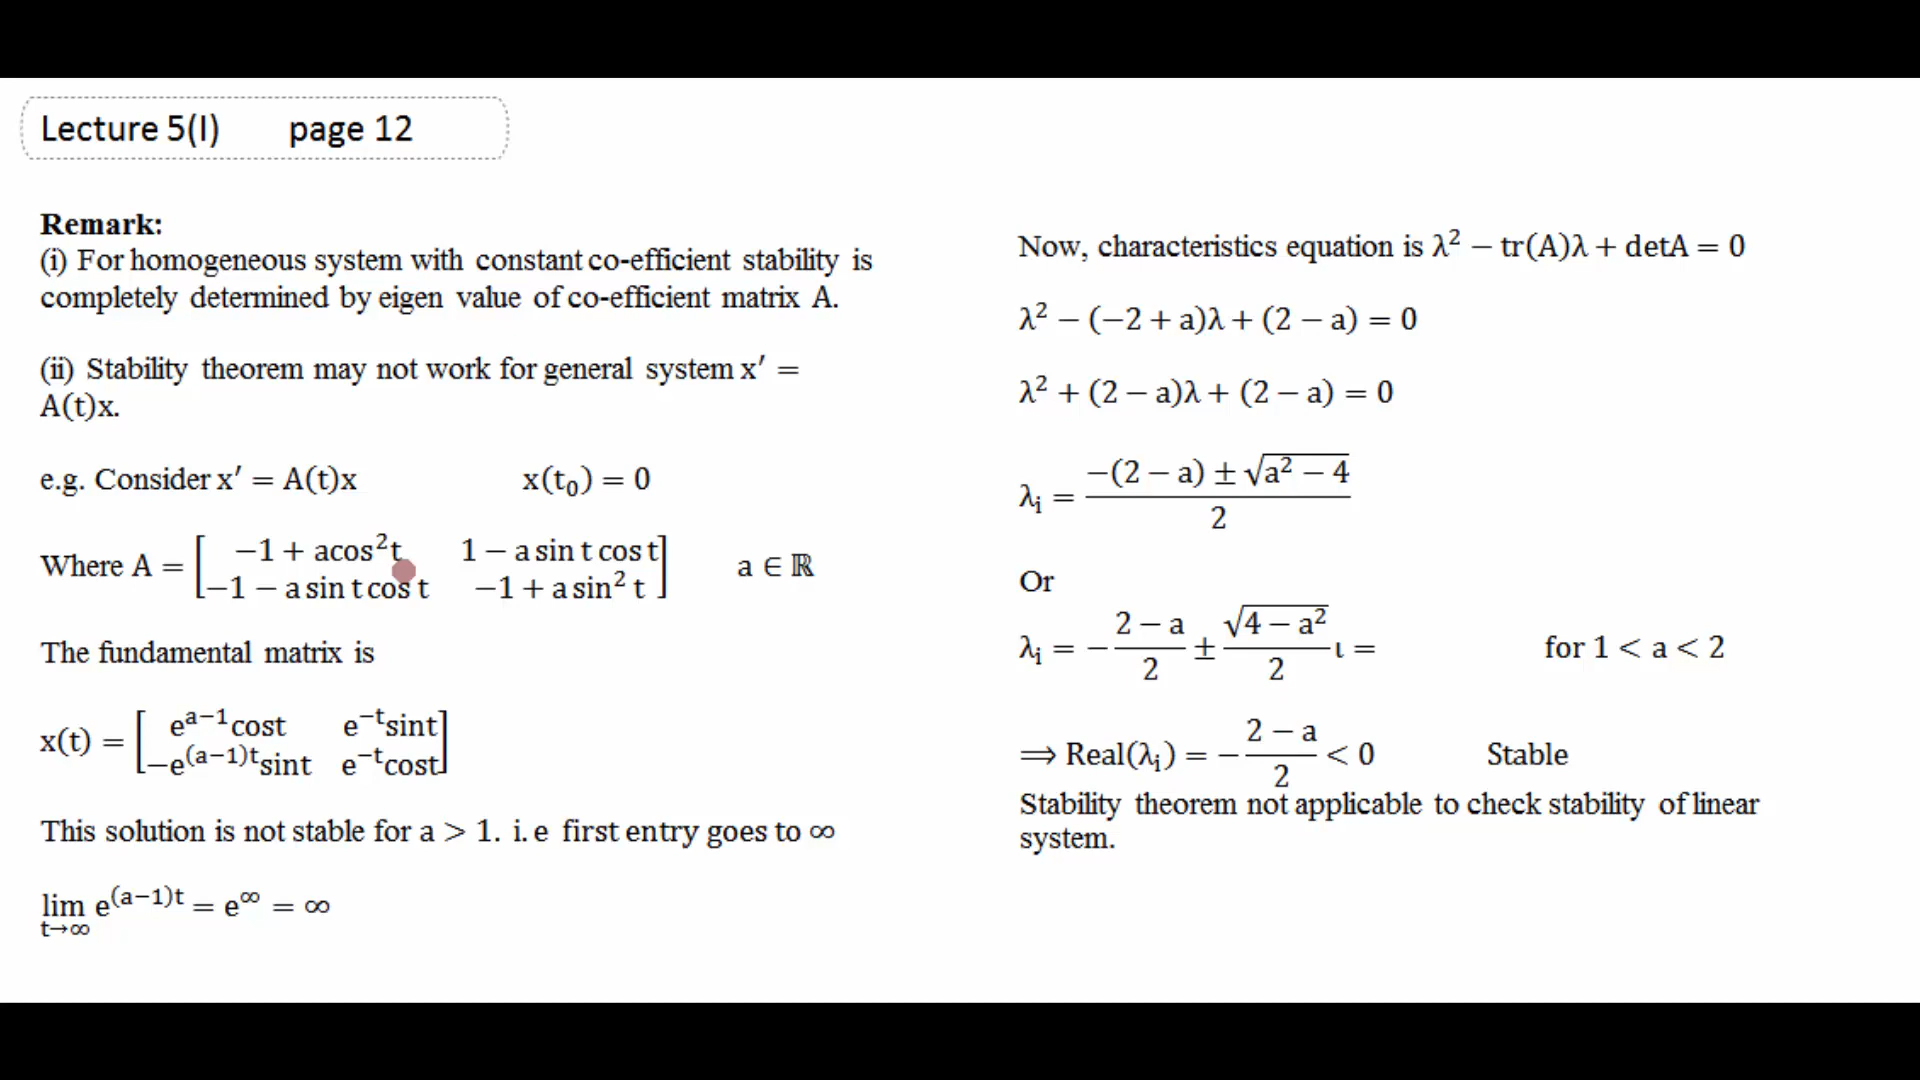 Lecture 5(I) page 12
Remark:
(i) For homogeneous system with constant co-efficient stability is
completely determined by eigen value of co-efficient matrix A.
(ii) Stability theorem may not work for general system x′ =
A(t)x.
e.g. Consider x′ = A(t)x x(t₀) = 0
Where A = [−1 + acos²t 1 − a sin t cos t
−1 − a sin t cos t −1 + a sin² t] a ∈ ℝ
The fundamental matrix is
x(t) = [e^(a−1)cost e^(−t)sint
−e^((a−1)t)sint e^(−t)cost]
This solution is not stable for a > 1. i. e first entry goes to ∞
lim t→∞ e^((a−1)t) = e^∞ = ∞
Now, characteristics equation is λ² − tr(A)λ + detA = 0
λ² − (−2 + a)λ + (2 − a) = 0
λ² + (2 − a)λ + (2 − a) = 0
λᵢ = (−(2 − a) ± √(a² − 4))/2
Or
λᵢ = −(2 − a)/2 ± (√(4 − a²))/2 ι = for 1 < a < 2
⟹ Real(λᵢ) = −(2 − a)/2 < 0 Stable
Stability theorem not applicable to check stability of linear
system.